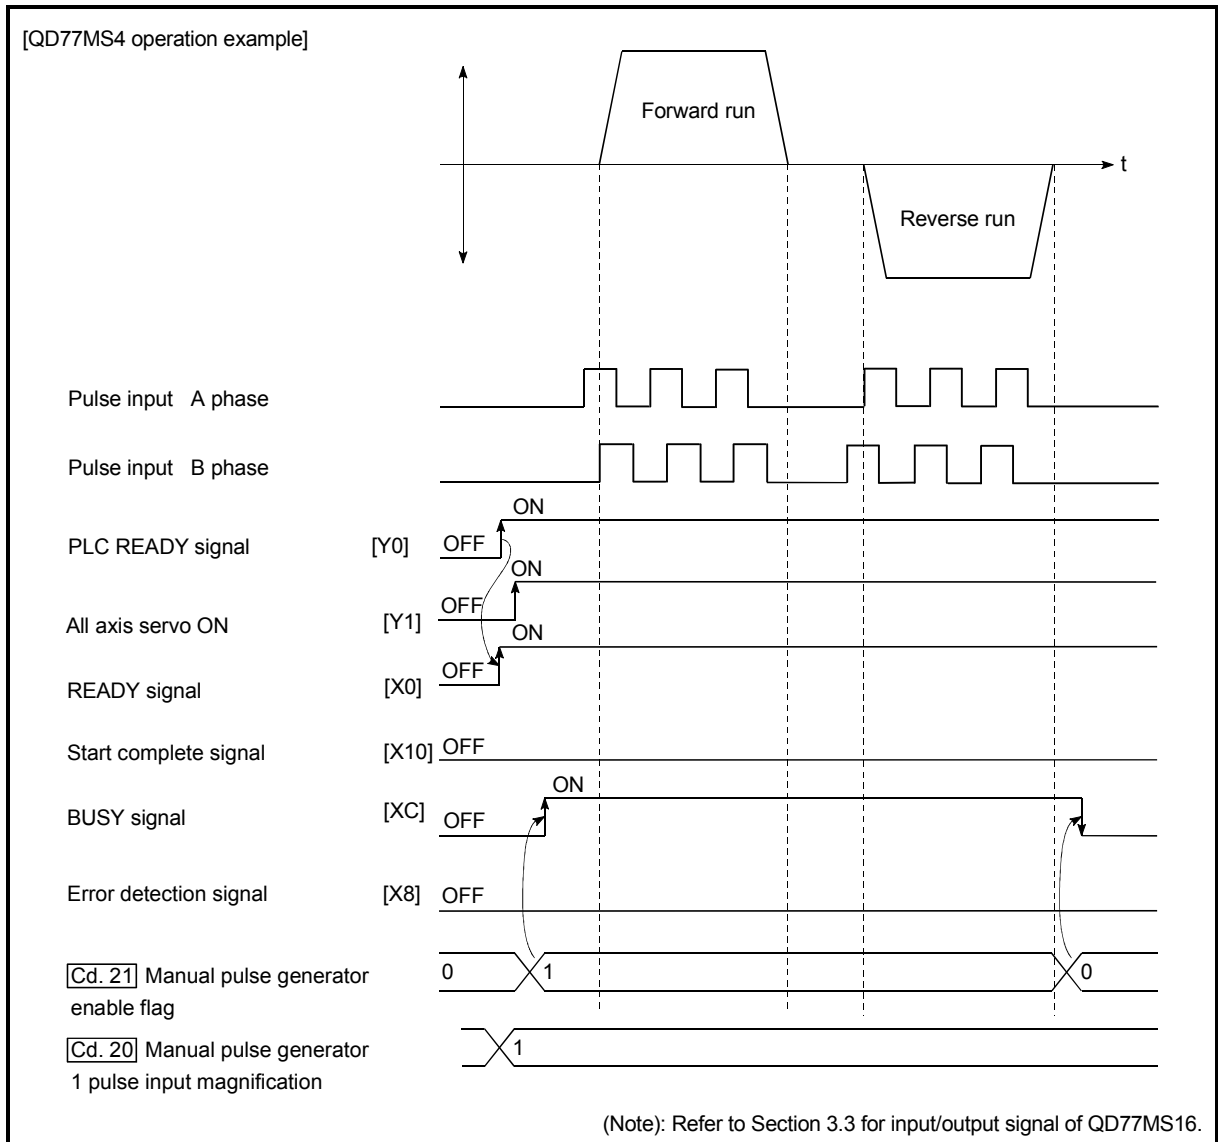 [QD77MS4 operation example]
Forward run
t
Reverse run
Pulse input A phase
Pulse input B phase
ON
PLC READY signal [Y0] OFF
ON
All axis servo ON [Y1] OFF
ON
READY signal [X0] OFF
Start complete signal [X10] OFF
ON
BUSY signal [XC] OFF
Error detection signal [X8] OFF
Cd. 21 Manual pulse generator 0 1 0
enable flag
Cd. 20 Manual pulse generator 1
1 pulse input magnification
(Note): Refer to Section 3.3 for input/output signal of QD77MS16.